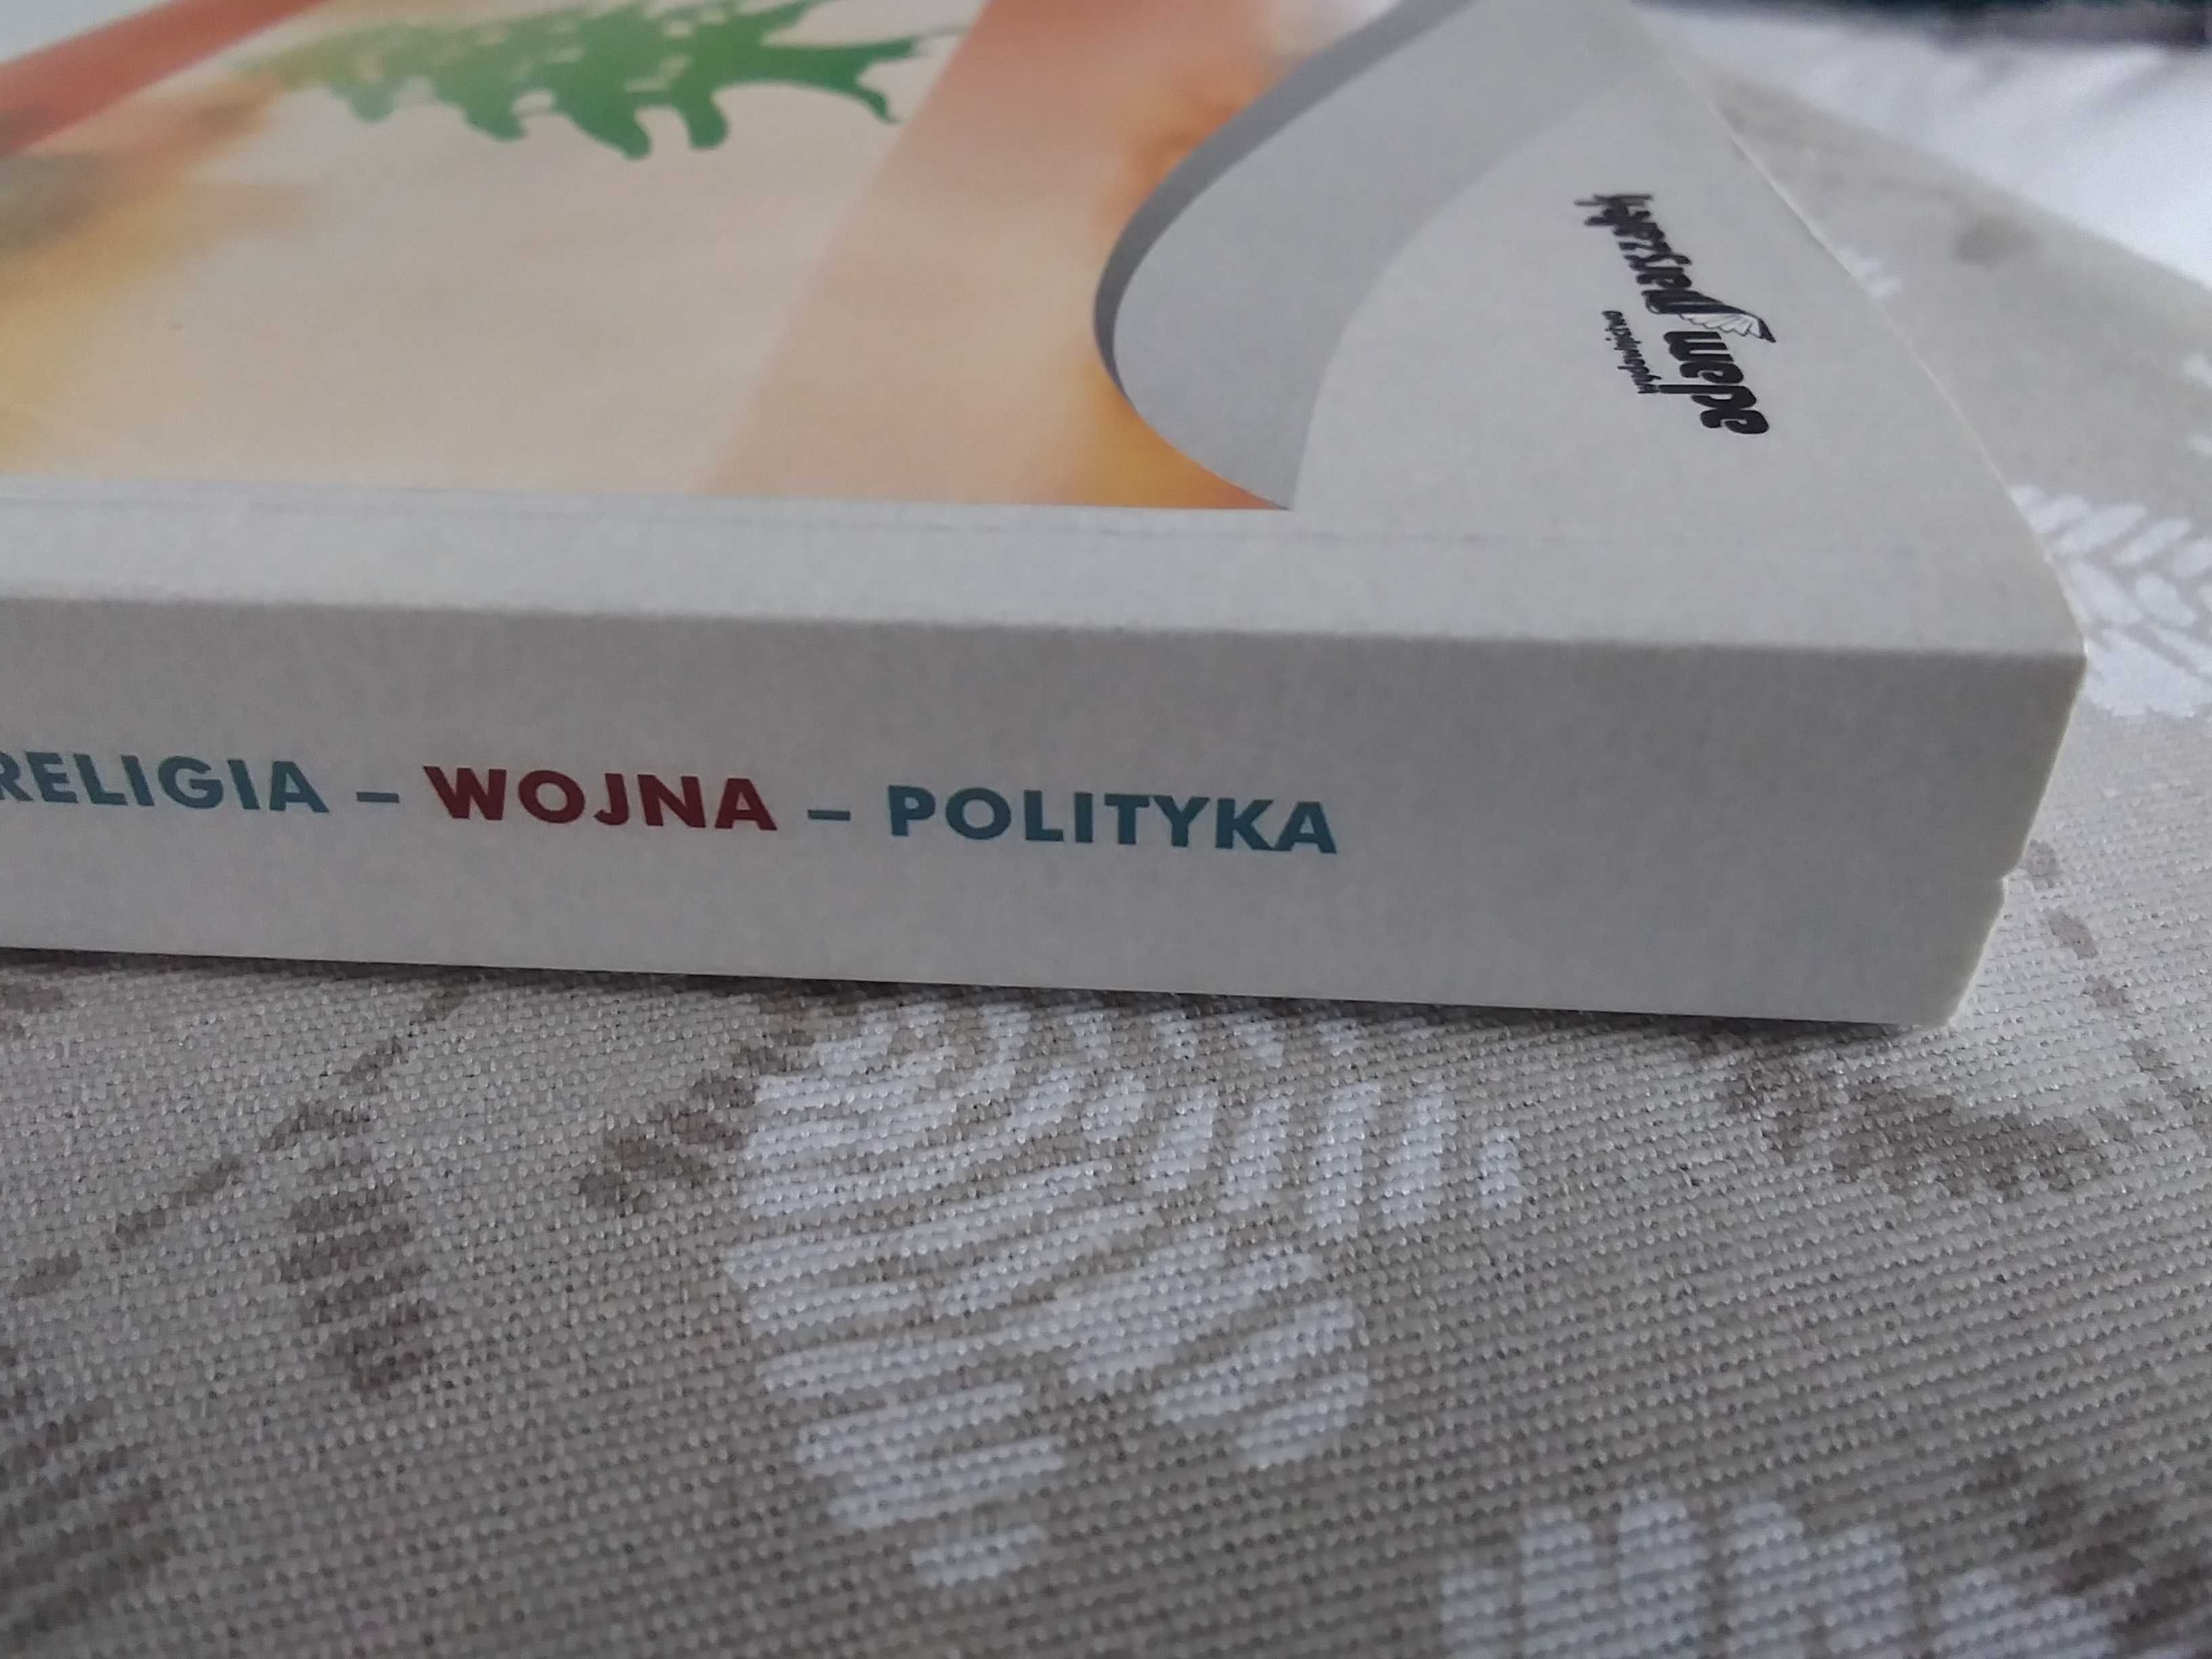 wydawnictwo
adam marszałek
RELIGIA – WOJNA – POLITYKA